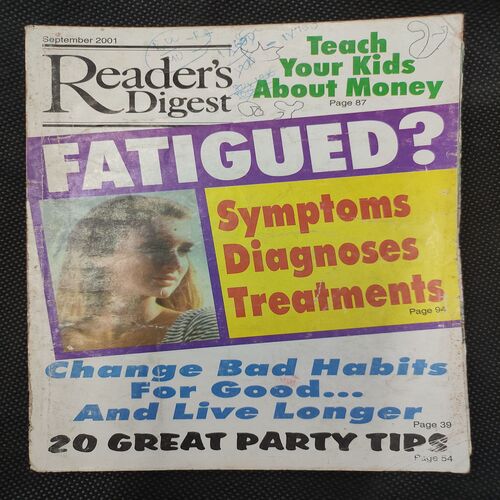 September 2001
Reader's
Digest
Teach
Your Kids
About Money
Page 87
FATIGUED?
Symptoms
Diagnoses
Treatments
Page 94
Change Bad Habits
For Good...
And Live Longer
Page 39
20 GREAT PARTY TIPS
Page 54